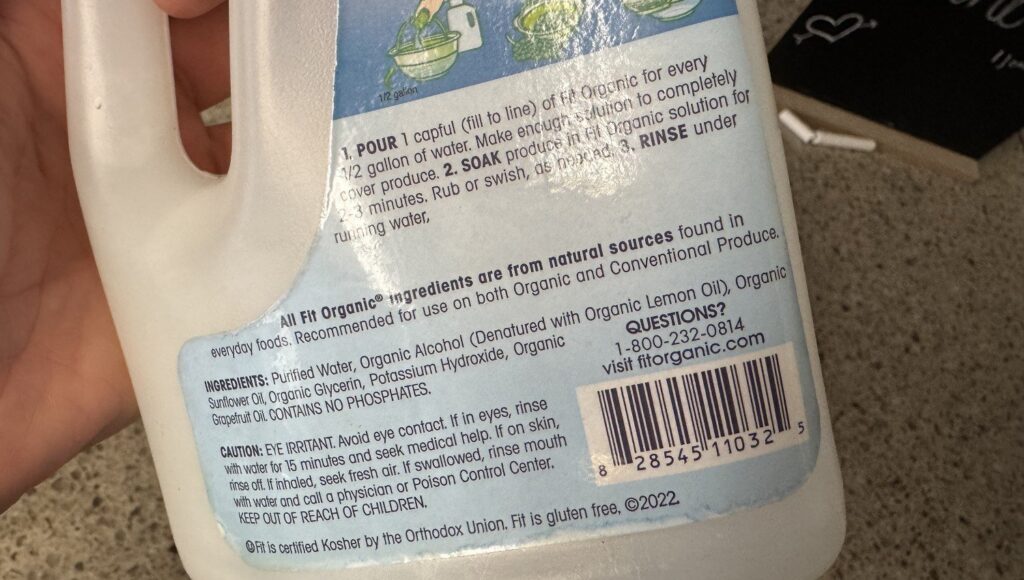 1/2 gallon
1. POUR 1 capful (fill to line) of Fit Organic for every
1/2 gallon of water. Make enough solution to completely
cover produce. 2. SOAK produce in Fit Organic solution for
2-3 minutes. Rub or swish, as needed. 3. RINSE under
running water.
All Fit Organic® ingredients are from natural sources found in
everyday foods. Recommended for use on both Organic and Conventional Produce.
INGREDIENTS: Purified Water, Organic Alcohol (Denatured with Organic Lemon Oil), Organic
Sunflower Oil, Organic Glycerin, Potassium Hydroxide, Organic
Grapefruit Oil. CONTAINS NO PHOSPHATES.
QUESTIONS?
1-800-232-0814
visit fitorganic.com
CAUTION: EYE IRRITANT. Avoid eye contact. If in eyes, rinse
with water for 15 minutes and seek medical help. If on skin,
rinse off. If inhaled, seek fresh air. If swallowed, rinse mouth
with water and call a physician or Poison Control Center.
KEEP OUT OF REACH OF CHILDREN.
8 28545 11032 5
Ⓤ Fit is certified Kosher by the Orthodox Union. Fit is gluten free. ©2022.